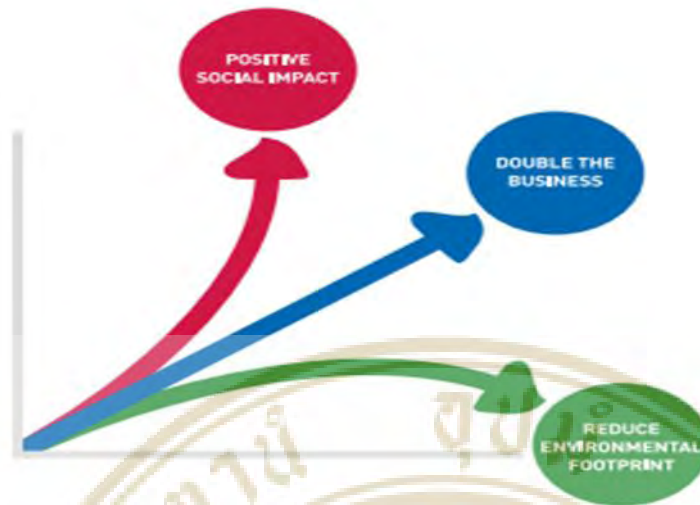 POSITIVE
SOCIAL IMPACT
DOUBLE THE
BUSINESS
REDUCE
ENVIRONMENTAL
FOOTPRINT